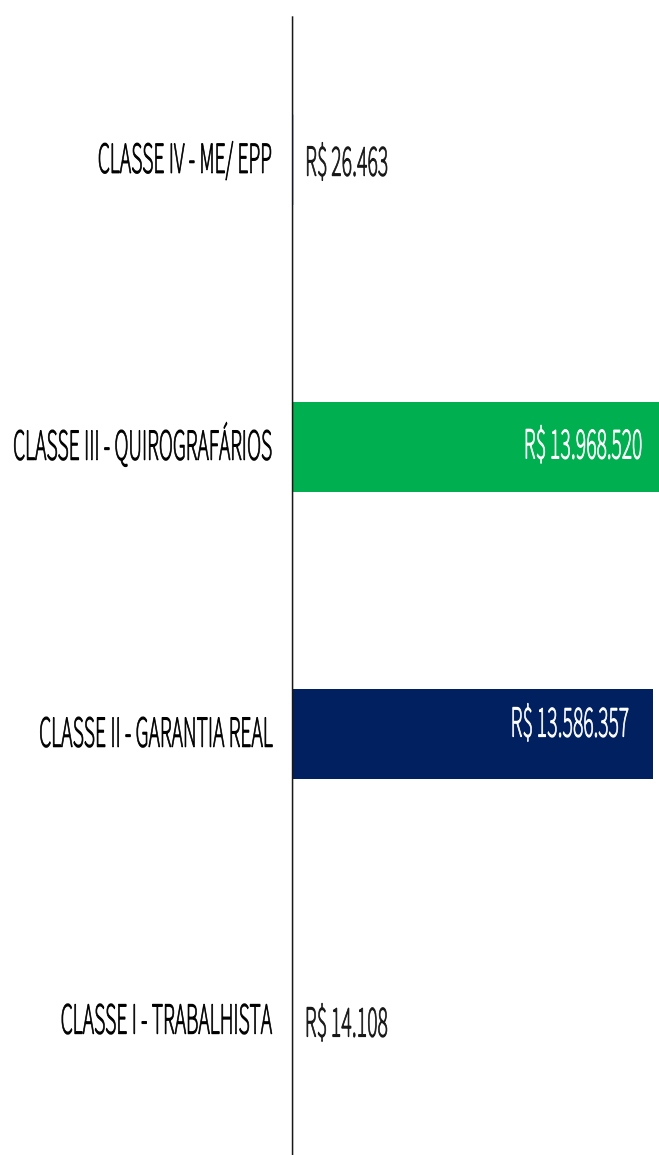 CLASSE IV - ME/ EPP R$ 26.463
CLASSE III - QUIROGRAFÁRIOS R$ 13.968.520
CLASSE II - GARANTIA REAL R$ 13.586.357
CLASSE I - TRABALHISTA R$ 14.108